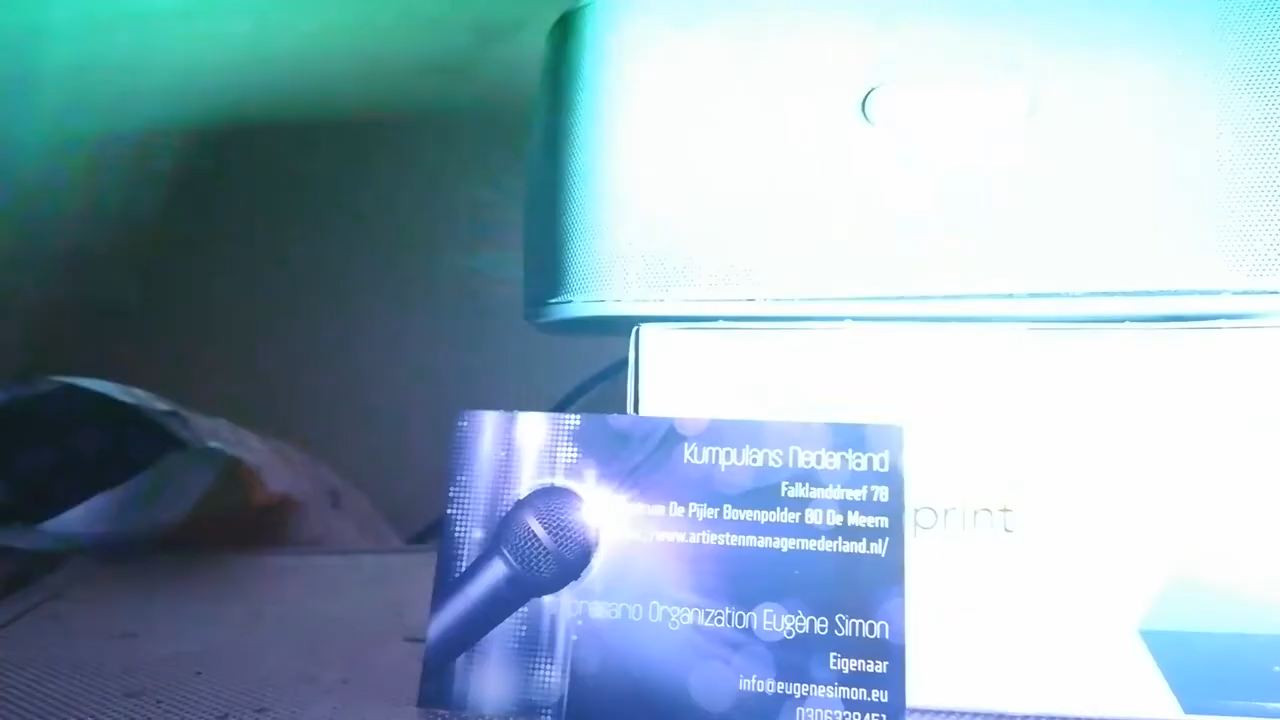 Kumpulans Nederland
Falklanddreef 78
De Pijler Bovenpolder 80 De Meern
www.artiestenmanagernederland.nl/
Organization Eugène Simon
Eigenaar
info@eugenesimon.eu
print